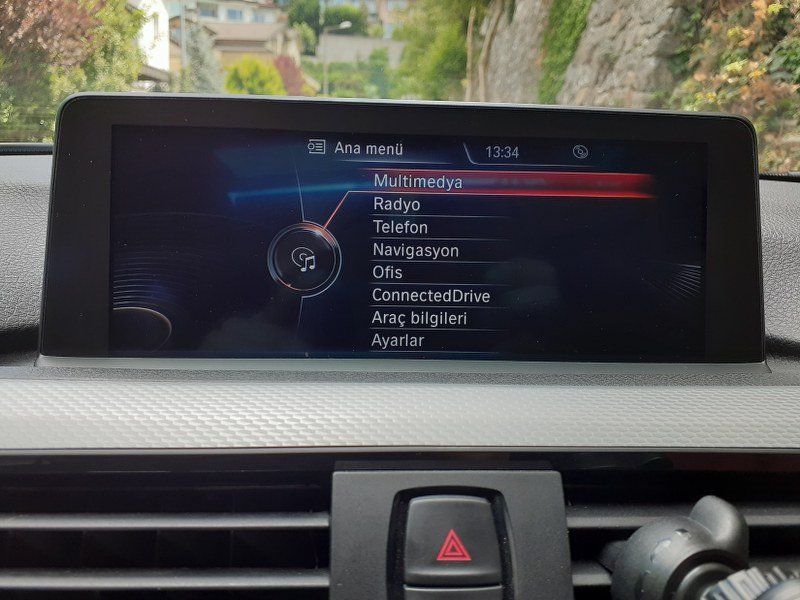 Ana menü
13:34
Multimedya
Radyo
Telefon
Navigasyon
Ofis
ConnectedDrive
Araç bilgileri
Ayarlar